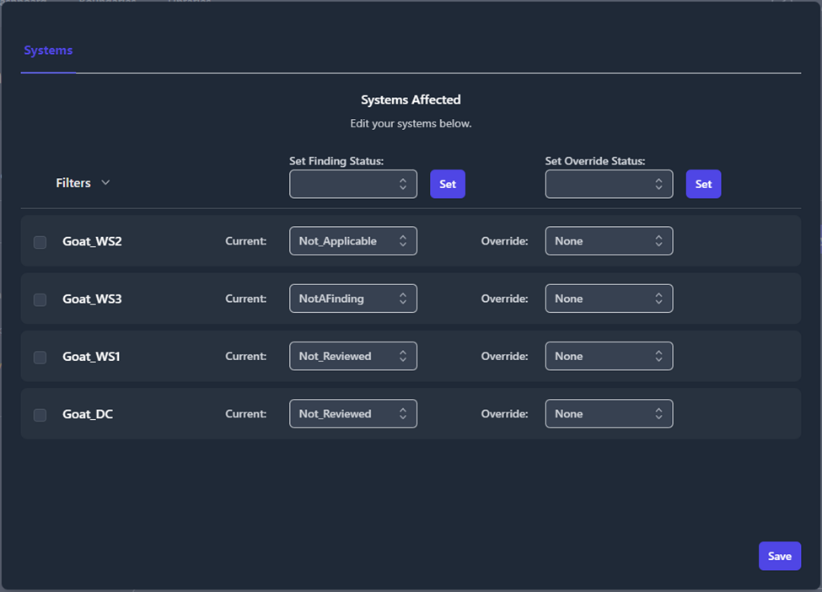 Systems
Systems Affected
Edit your systems below.
Filters
Set Finding Status:
Set
Set Override Status:
Set
Goat_WS2 Current: Not_Applicable Override: None
Goat_WS3 Current: NotAFinding Override: None
Goat_WS1 Current: Not_Reviewed Override: None
Goat_DC Current: Not_Reviewed Override: None
Save